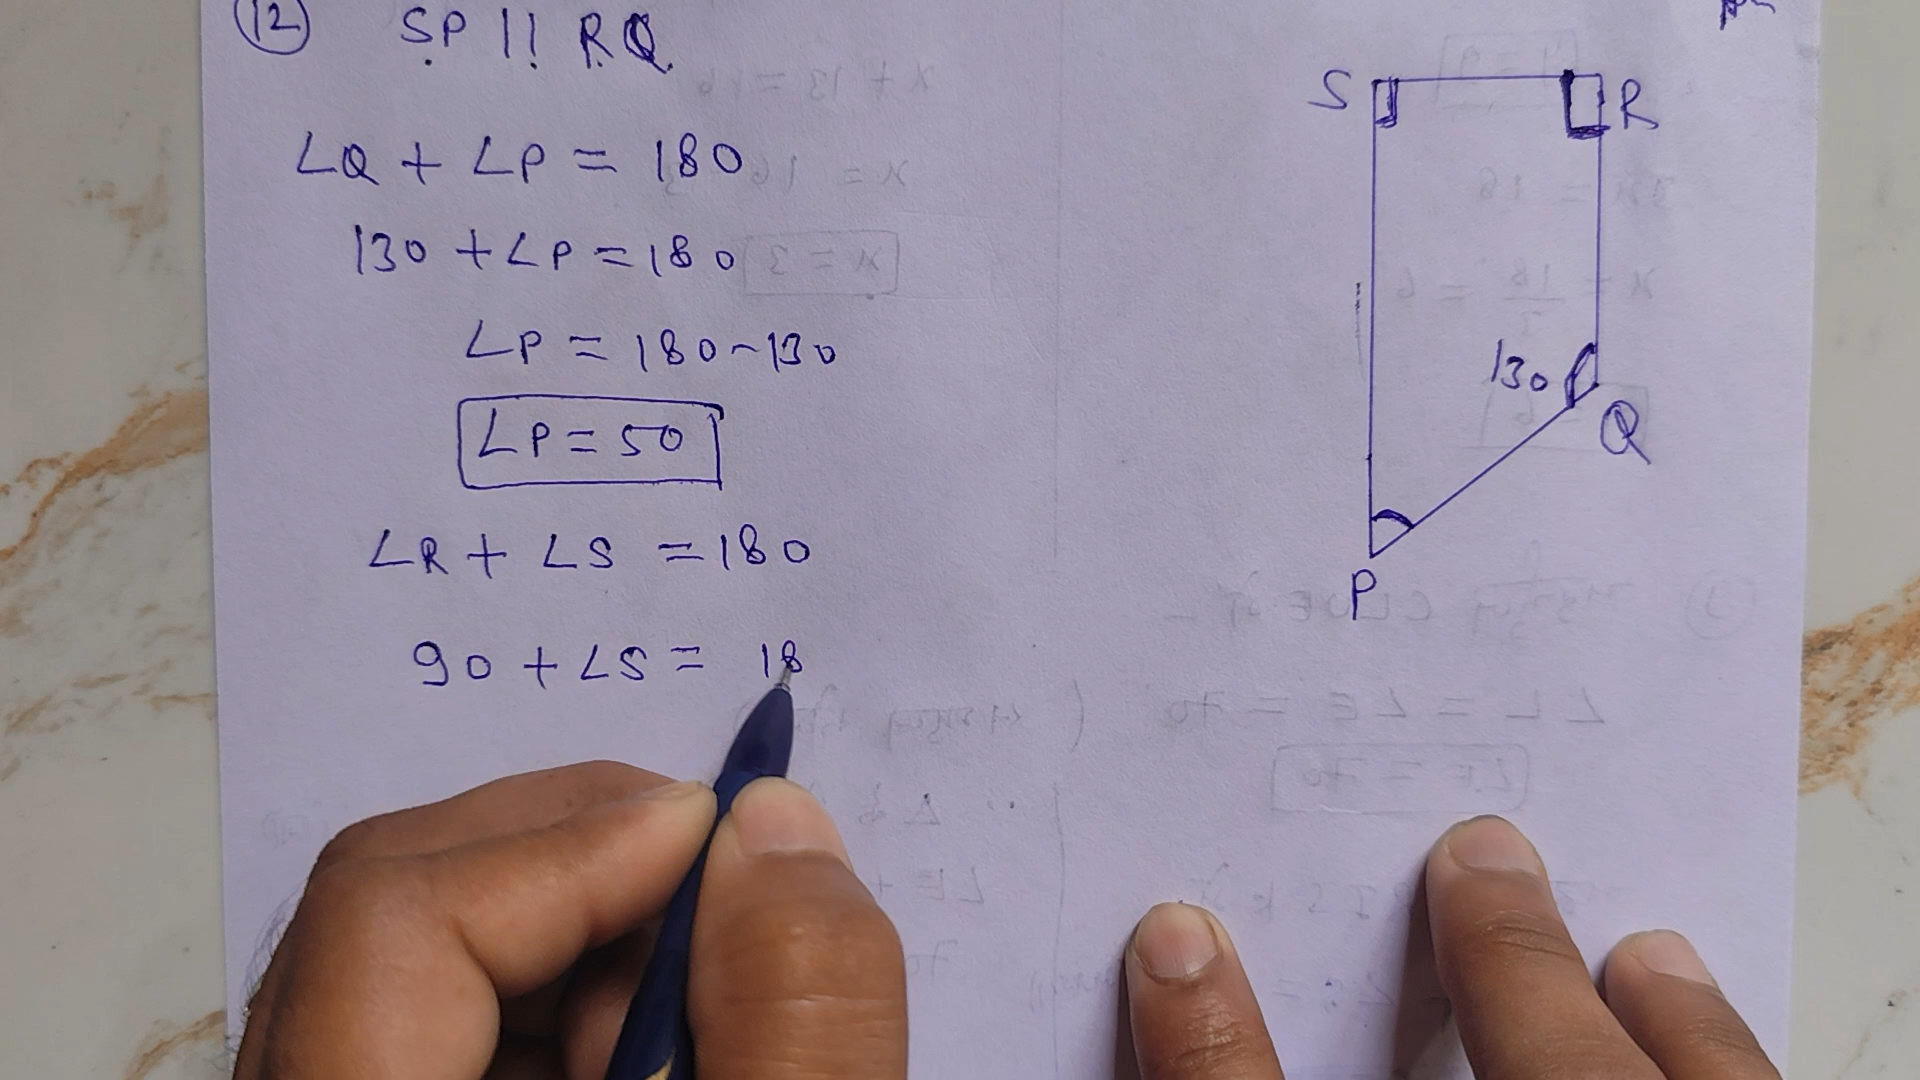 12 SP || RQ
∠Q + ∠P = 180
130 + ∠P = 180
∠P = 180 - 130
∠P = 50
∠R + ∠S = 180
90 + ∠S = 18
S
R
130
Q
P